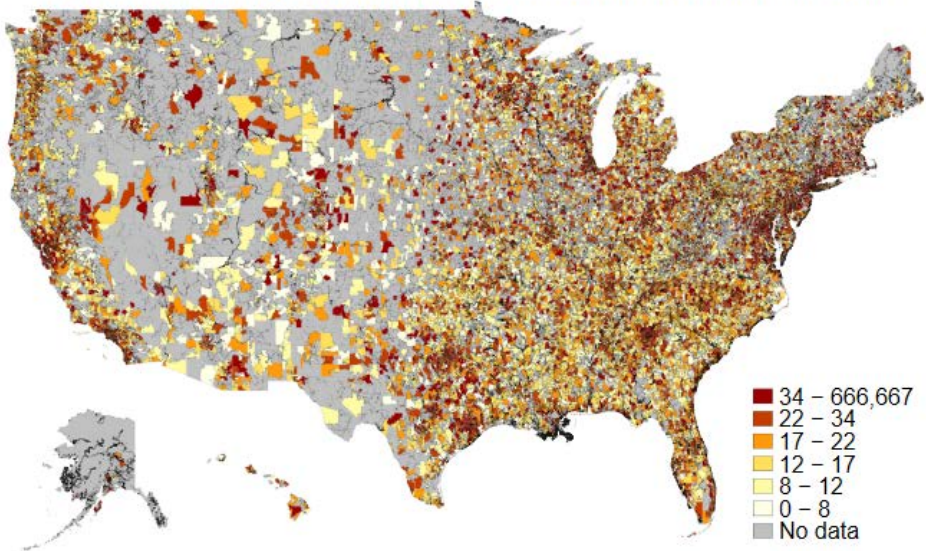 34 – 666,667
22 – 34
17 – 22
12 – 17
8 – 12
0 – 8
No data